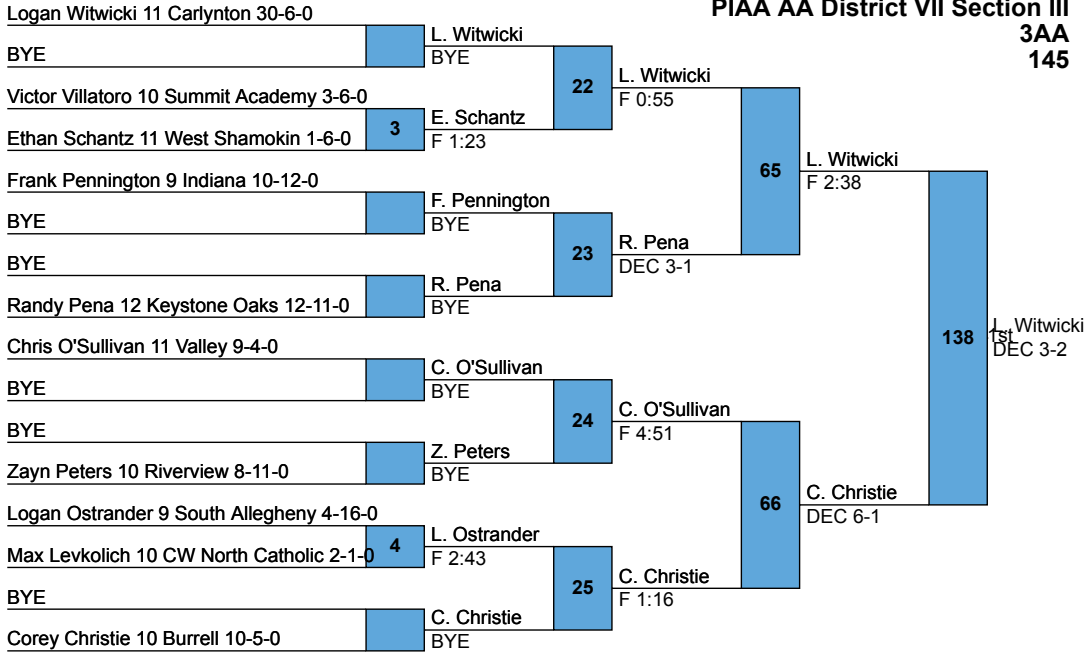 PIAA AA District VII Section III
3AA
145
Logan Witwicki 11 Carlynton 30-6-0
BYE
Victor Villatoro 10 Summit Academy 3-6-0
3
Ethan Schantz 11 West Shamokin 1-6-0
Frank Pennington 9 Indiana 10-12-0
BYE
BYE
Randy Pena 12 Keystone Oaks 12-11-0
Chris O'Sullivan 11 Valley 9-4-0
BYE
BYE
Zayn Peters 10 Riverview 8-11-0
Logan Ostrander 9 South Allegheny 4-16-0
4
Max Levkolich 10 CW North Catholic 2-1-0
BYE
Corey Christie 10 Burrell 10-5-0
L. Witwicki
BYE
22
E. Schantz
F 1:23
F. Pennington
BYE
23
R. Pena
BYE
C. O'Sullivan
BYE
24
Z. Peters
BYE
L. Ostrander
F 2:43
25
C. Christie
BYE
L. Witwicki
F 0:55
65
R. Pena
DEC 3-1
C. O'Sullivan
F 4:51
66
C. Christie
F 1:16
L. Witwicki
F 2:38
138
C. Christie
DEC 6-1
L. Witwicki
1st
DEC 3-2